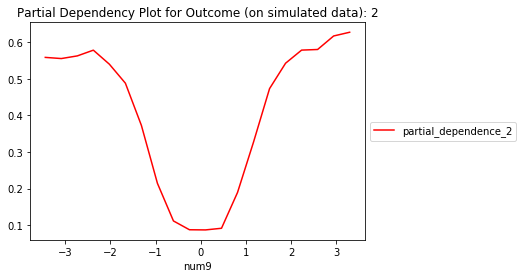 Partial Dependency Plot for Outcome (on simulated data): 2
0.6
0.5
0.4
0.3
0.2
0.1
partial_dependence_2
−3 −2 −1 0 1 2 3
num9